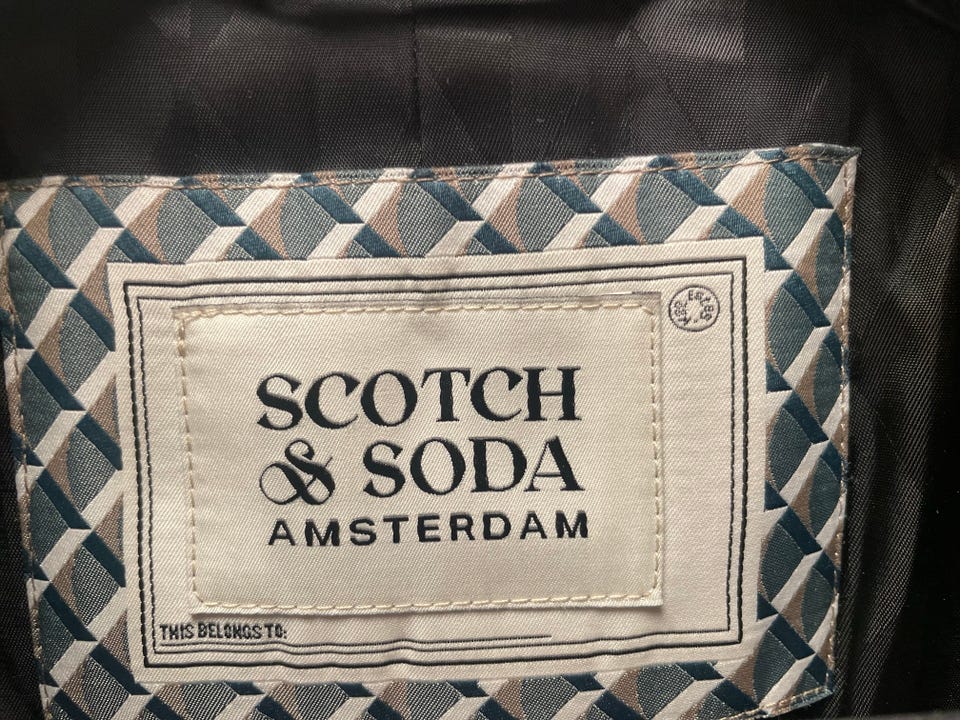 SCOTCH
& SODA
AMSTERDAM
THIS BELONGS TO: